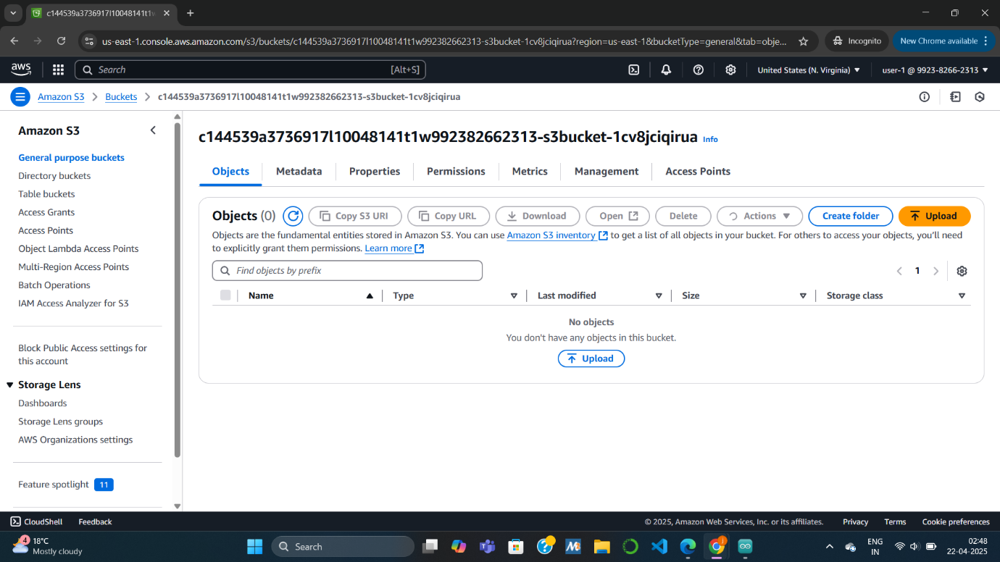 c144539a3736917l10048141t1w
us-east-1.console.aws.amazon.com/s3/buckets/c144539a3736917l10048141t1w992382662313-s3bucket-1cv8jciqirua?region=us-east-1&bucketType=general&tab=obje...
Incognito
New Chrome available
aws
Search [Alt+S]
United States (N. Virginia)
user-1 @ 9923-8266-2313
Amazon S3
Buckets
c144539a3736917l10048141t1w992382662313-s3bucket-1cv8jciqirua
Amazon S3
General purpose buckets
Directory buckets
Table buckets
Access Grants
Access Points
Object Lambda Access Points
Multi-Region Access Points
Batch Operations
IAM Access Analyzer for S3
Block Public Access settings for
this account
Storage Lens
Dashboards
Storage Lens groups
AWS Organizations settings
Feature spotlight 11
c144539a3736917l10048141t1w992382662313-s3bucket-1cv8jciqirua Info
Objects Metadata Properties Permissions Metrics Management Access Points
Objects (0) Copy S3 URI Copy URL Download Open Delete Actions Create folder Upload
Objects are the fundamental entities stored in Amazon S3. You can use Amazon S3 inventory to get a list of all objects in your bucket. For others to access your objects, you'll need
to explicitly grant them permissions. Learn more
Find objects by prefix
1
Name Type Last modified Size Storage class
No objects
You don't have any objects in this bucket.
Upload
CloudShell Feedback © 2025, Amazon Web Services, Inc. or its affiliates. Privacy Terms Cookie preferences
4
18°C
Mostly cloudy
Search
ENG
IN
02:48
22-04-2025